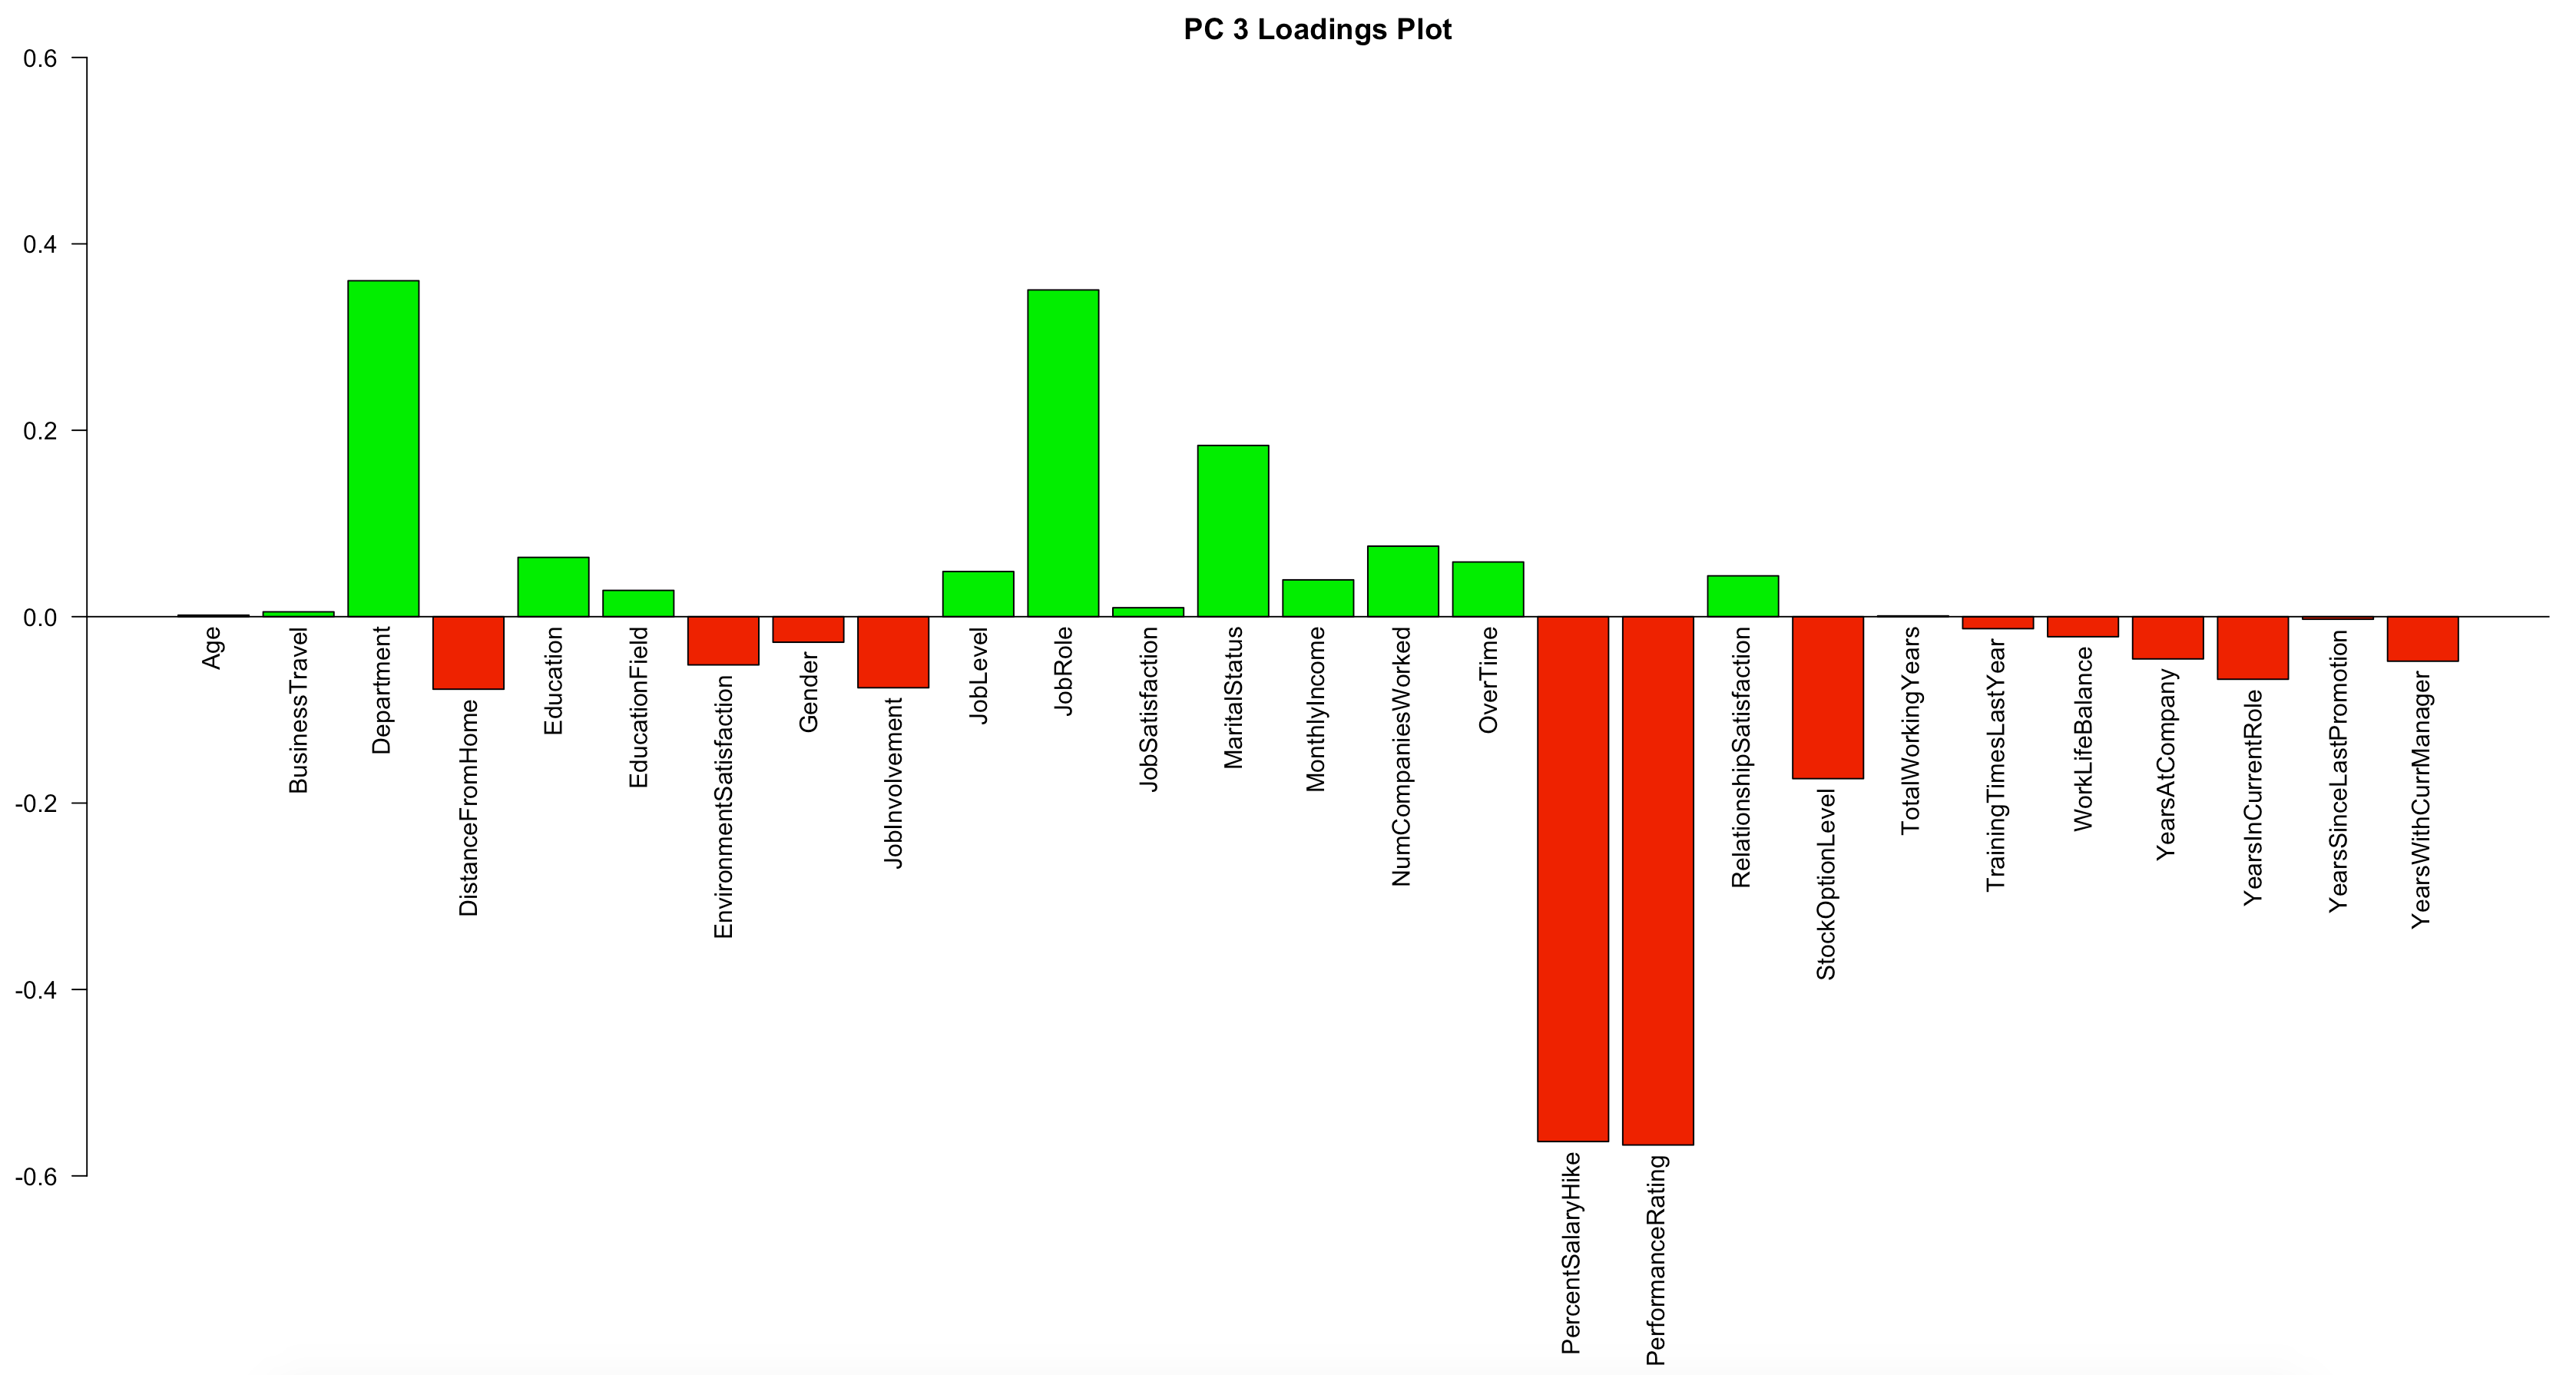 PC 3 Loadings Plot
0.6
0.4
0.2
0.0
-0.2
-0.4
-0.6
Age
BusinessTravel
Department
DistanceFromHome
Education
EducationField
EnvironmentSatisfaction
Gender
JobInvolvement
JobLevel
JobRole
JobSatisfaction
MaritalStatus
MonthlyIncome
NumCompaniesWorked
OverTime
PercentSalaryHike
PerformanceRating
RelationshipSatisfaction
StockOptionLevel
TotalWorkingYears
TrainingTimesLastYear
WorkLifeBalance
YearsAtCompany
YearsInCurrentRole
YearsSinceLastPromotion
YearsWithCurrManager